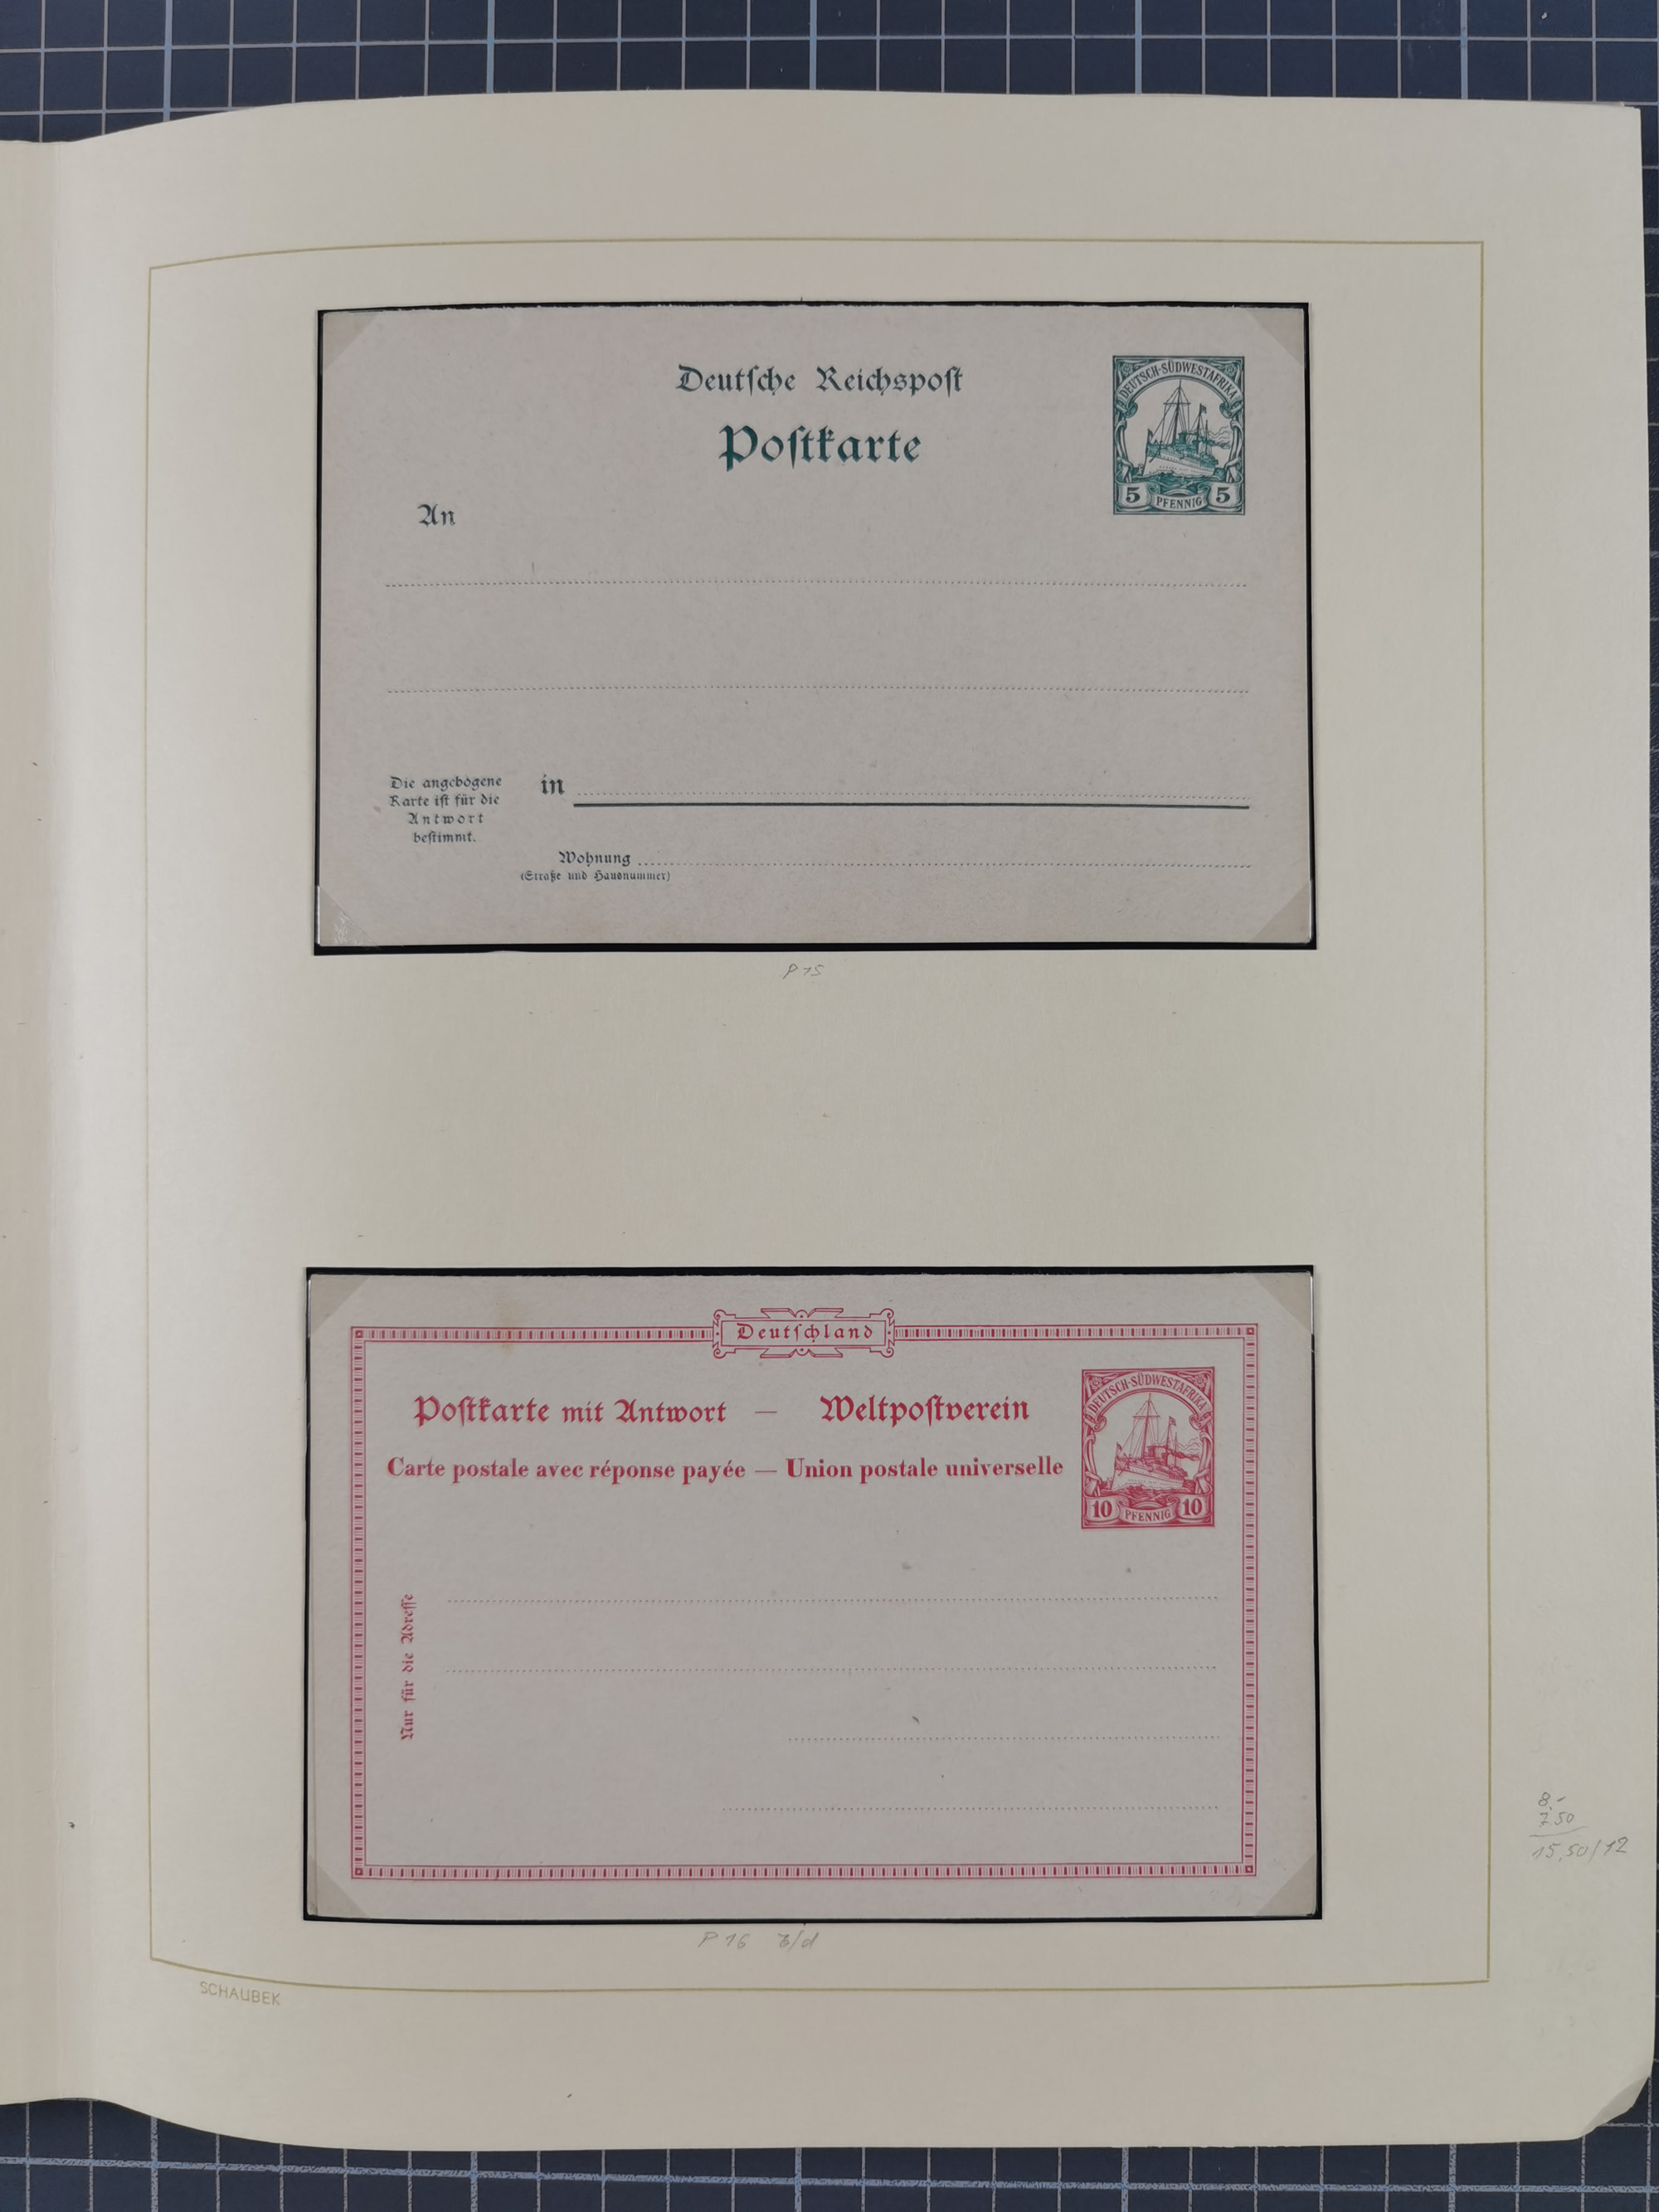 Deutſche Reichspoſt
DEUTSCH-SÜDWESTAFRIKA
5 PFENNIG 5
Poſtkarte
An
Die angebogene
Karte iſt für die
Antwort
beſtimmt.
in
Wohnung
(Straße und Hausnummer)
P 15
Deutſchland
DEUTSCH-SÜDWESTAFRIKA
10 PFENNIG 10
Poſtkarte mit Antwort — Weltpoſtverein
Carte postale avec réponse payée — Union postale universelle
Nur für die Adreſſe
8,-
7,50
15,50/12
P 16
SCHAUBEK